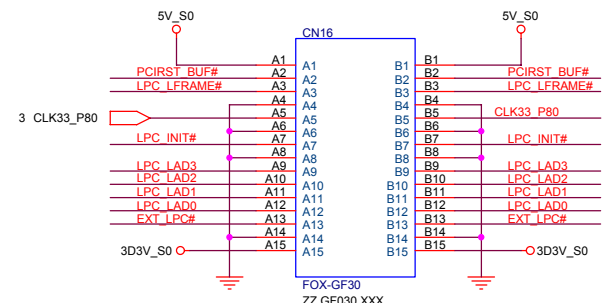 5V_S0 5V_S0
CN16
A1 A1 B1 B1
PCIRST_BUF# A2 A2 B2 B2 PCIRST_BUF#
LPC_LFRAME# A3 A3 B3 B3 LPC_LFRAME#
A4 A4 B4 B4
3 CLK33_P80 A5 A5 B5 B5 CLK33_P80
A6 A6 B6 B6
LPC_INIT# A7 A7 B7 B7 LPC_INIT#
A8 A8 B8 B8
LPC_LAD3 A9 A9 B9 B9 LPC_LAD3
LPC_LAD2 A10 A10 B10 B10 LPC_LAD2
LPC_LAD1 A11 A11 B11 B11 LPC_LAD1
LPC_LAD0 A12 A12 B12 B12 LPC_LAD0
EXT_LPC# A13 A13 B13 B13 EXT_LPC#
A14 A14 B14 B14
3D3V_S0 A15 A15 B15 B15 3D3V_S0
FOX-GF30
ZZ.GF030.XXX